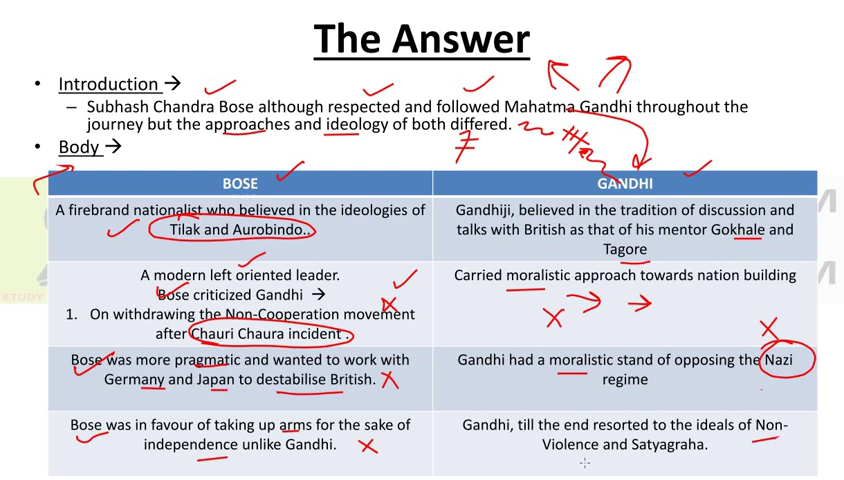 The Answer
• Introduction →
– Subhash Chandra Bose although respected and followed Mahatma Gandhi throughout the
journey but the approaches and ideology of both differed.
• Body →
BOSE
GANDHI
A firebrand nationalist who believed in the ideologies of
Tilak and Aurobindo..
Gandhiji, believed in the tradition of discussion and
talks with British as that of his mentor Gokhale and
Tagore
A modern left oriented leader.
Bose criticized Gandhi →
1. On withdrawing the Non-Cooperation movement
after Chauri Chaura incident .
Carried moralistic approach towards nation building
Bose was more pragmatic and wanted to work with
Germany and Japan to destabilise British.
Gandhi had a moralistic stand of opposing the Nazi
regime
Bose was in favour of taking up arms for the sake of
independence unlike Gandhi.
Gandhi, till the end resorted to the ideals of Non-
Violence and Satyagraha.
STUDY